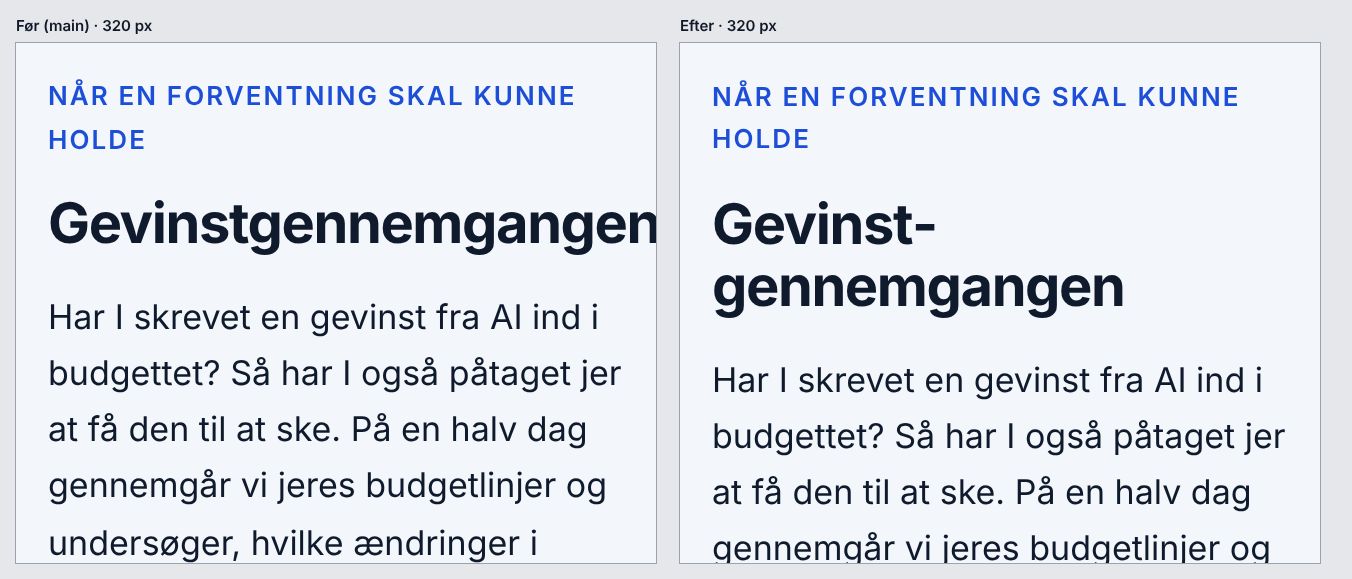 Før (main) · 320 px
NÅR EN FORVENTNING SKAL KUNNE
HOLDE
Gevinstgennemgangen
Har I skrevet en gevinst fra AI ind i
budgettet? Så har I også påtaget jer
at få den til at ske. På en halv dag
gennemgår vi jeres budgetlinjer og
undersøger, hvilke ændringer i
Efter · 320 px
NÅR EN FORVENTNING SKAL KUNNE
HOLDE
Gevinst-
gennemgangen
Har I skrevet en gevinst fra AI ind i
budgettet? Så har I også påtaget jer
at få den til at ske. På en halv dag
gennemgår vi jeres budgetlinjer og